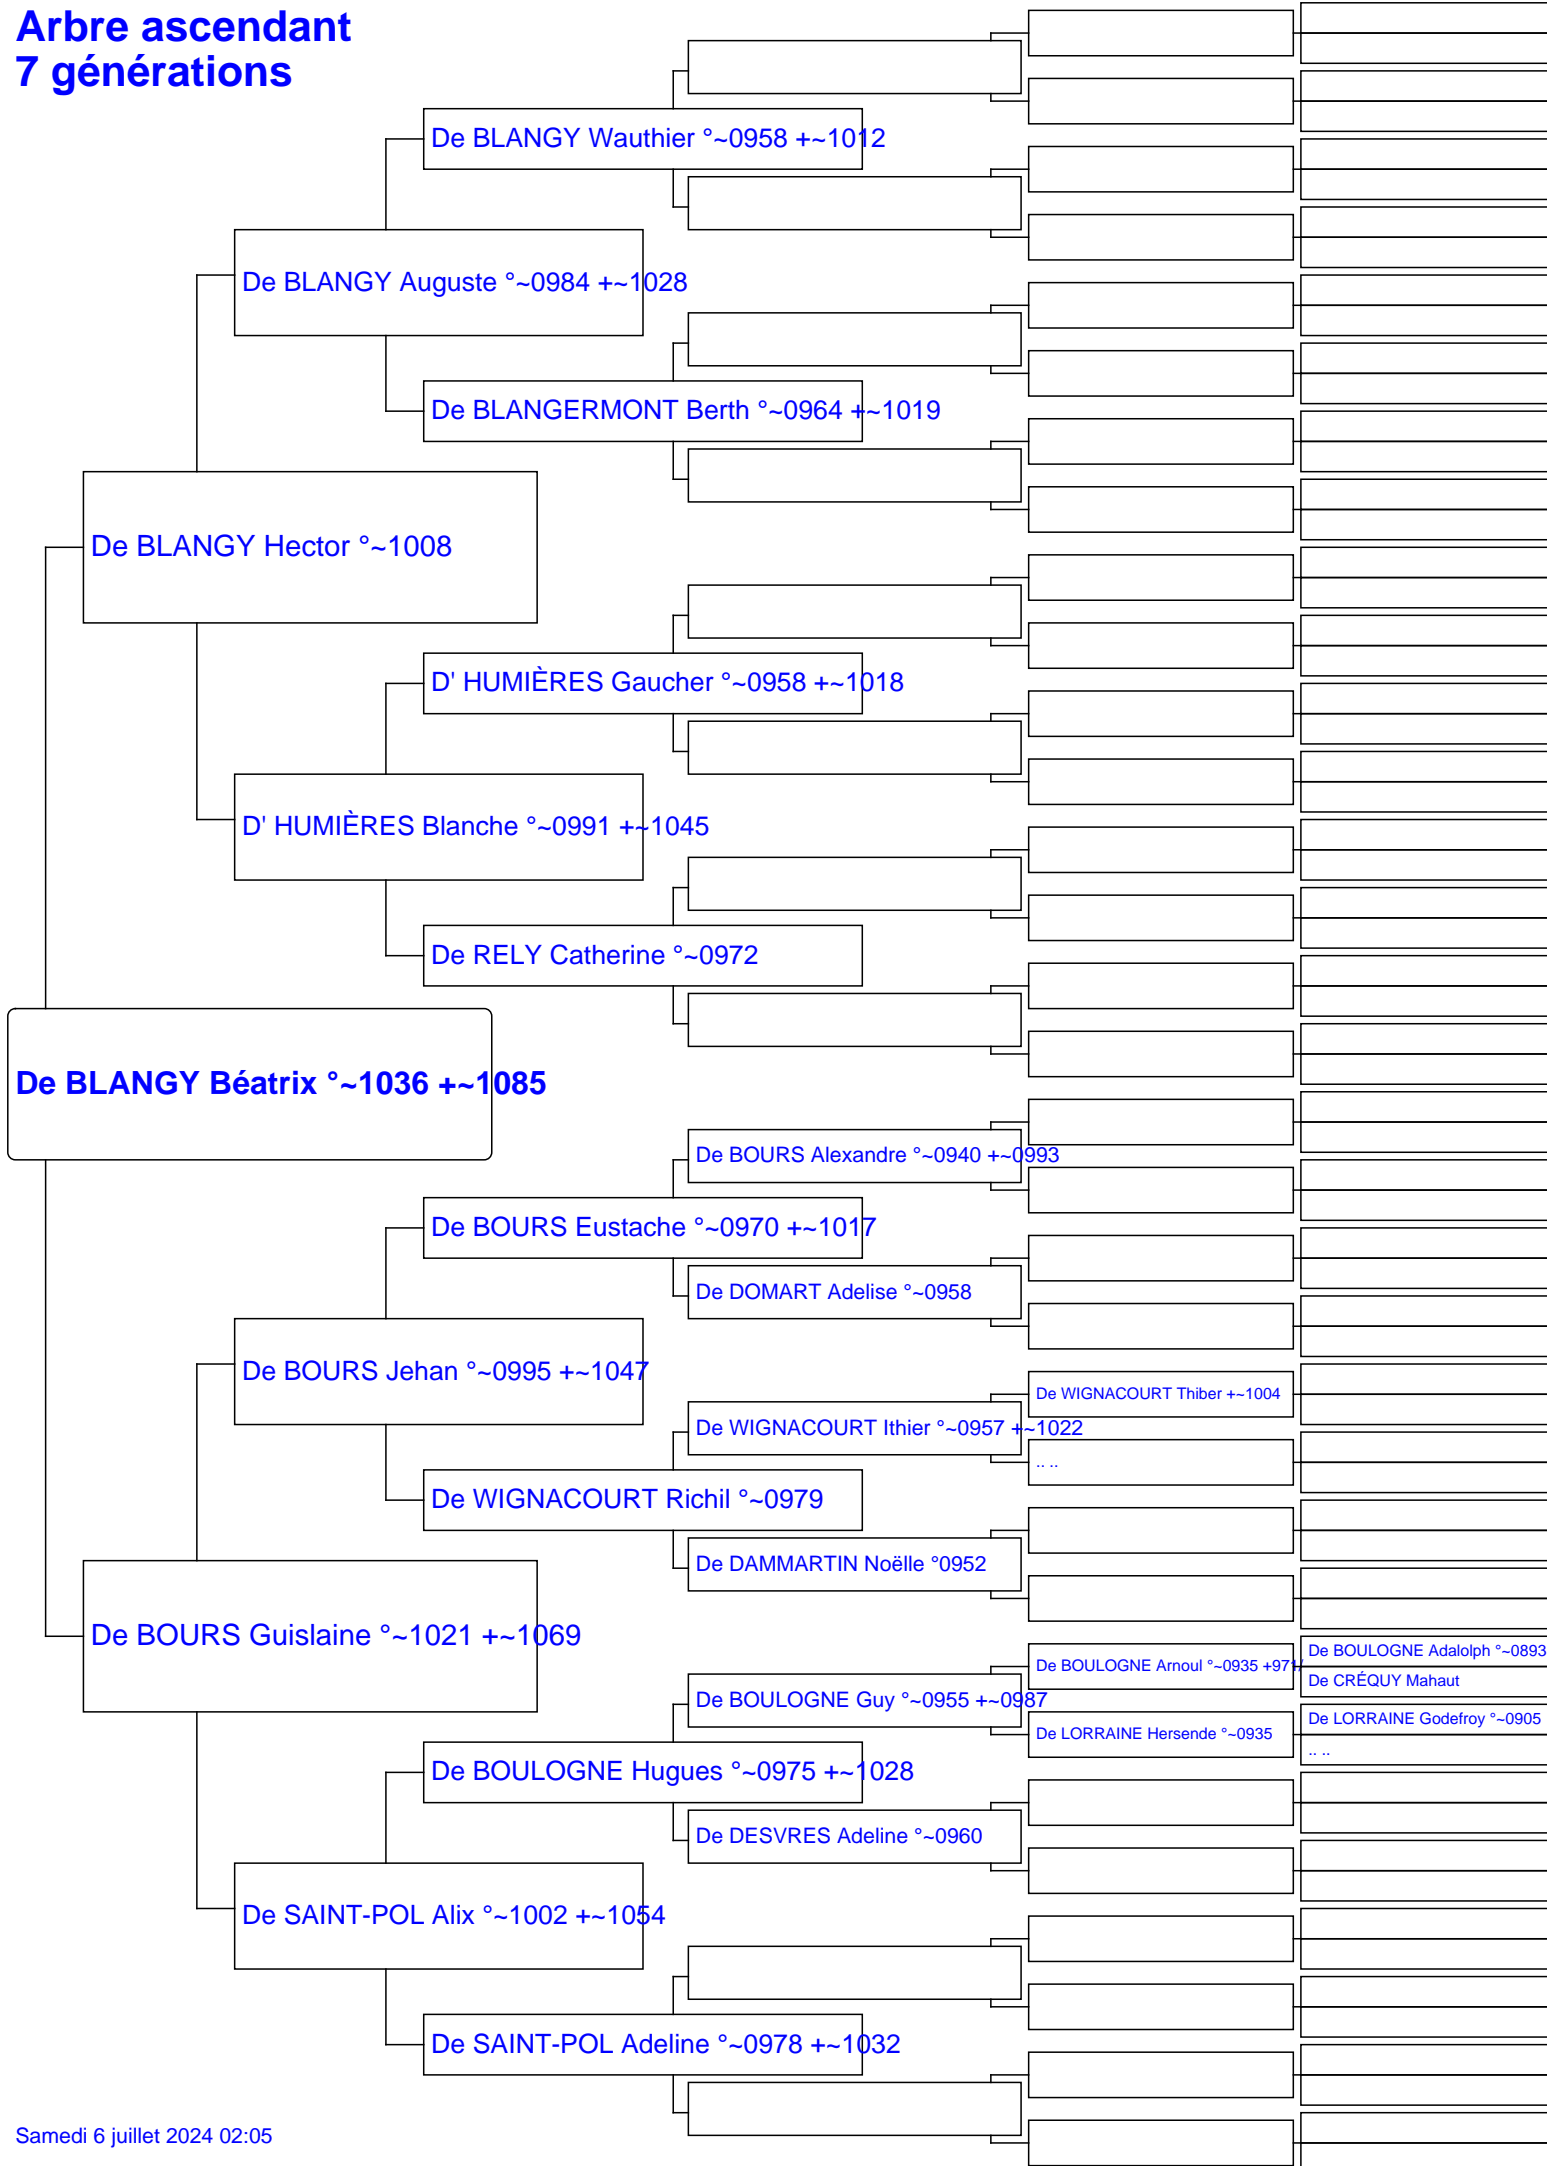 Arbre ascendant
7 générations
De BLANGY Wauthier °~0958 +~1012
De BLANGY Auguste °~0984 +~1028
De BLANGERMONT Berth °~0964 +~1019
De BLANGY Hector °~1008
D' HUMIÈRES Gaucher °~0958 +~1018
D' HUMIÈRES Blanche °~0991 +~1045
De RELY Catherine °~0972
De BLANGY Béatrix °~1036 +~1085
De BOURS Alexandre °~0940 +~0993
De BOURS Eustache °~0970 +~1017
De DOMART Adelise °~0958
De BOURS Jehan °~0995 +~1047
De WIGNACOURT Thiber +~1004
De WIGNACOURT Ithier °~0957 +~1022
.. ..
De WIGNACOURT Richil °~0979
De DAMMARTIN Noëlle °0952
De BOURS Guislaine °~1021 +~1069
De BOULOGNE Adalolph °~0893
De BOULOGNE Arnoul °~0935 +971/
De CRÉQUY Mahaut
De BOULOGNE Guy °~0955 +~0987
De LORRAINE Godefroy °~0905
De LORRAINE Hersende °~0935
.. ..
De BOULOGNE Hugues °~0975 +~1028
De DESVRES Adeline °~0960
De SAINT-POL Alix °~1002 +~1054
De SAINT-POL Adeline °~0978 +~1032
Samedi 6 juillet 2024 02:05